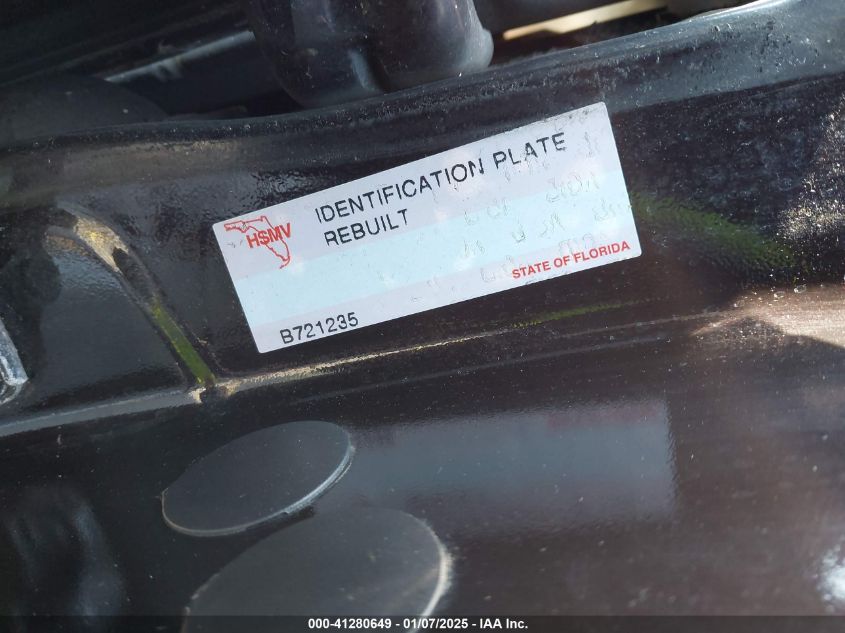 IDENTIFICATION PLATE
REBUILT
HSMV
STATE OF FLORIDA
B721235
000-41280649 - 01/07/2025 - IAA Inc.